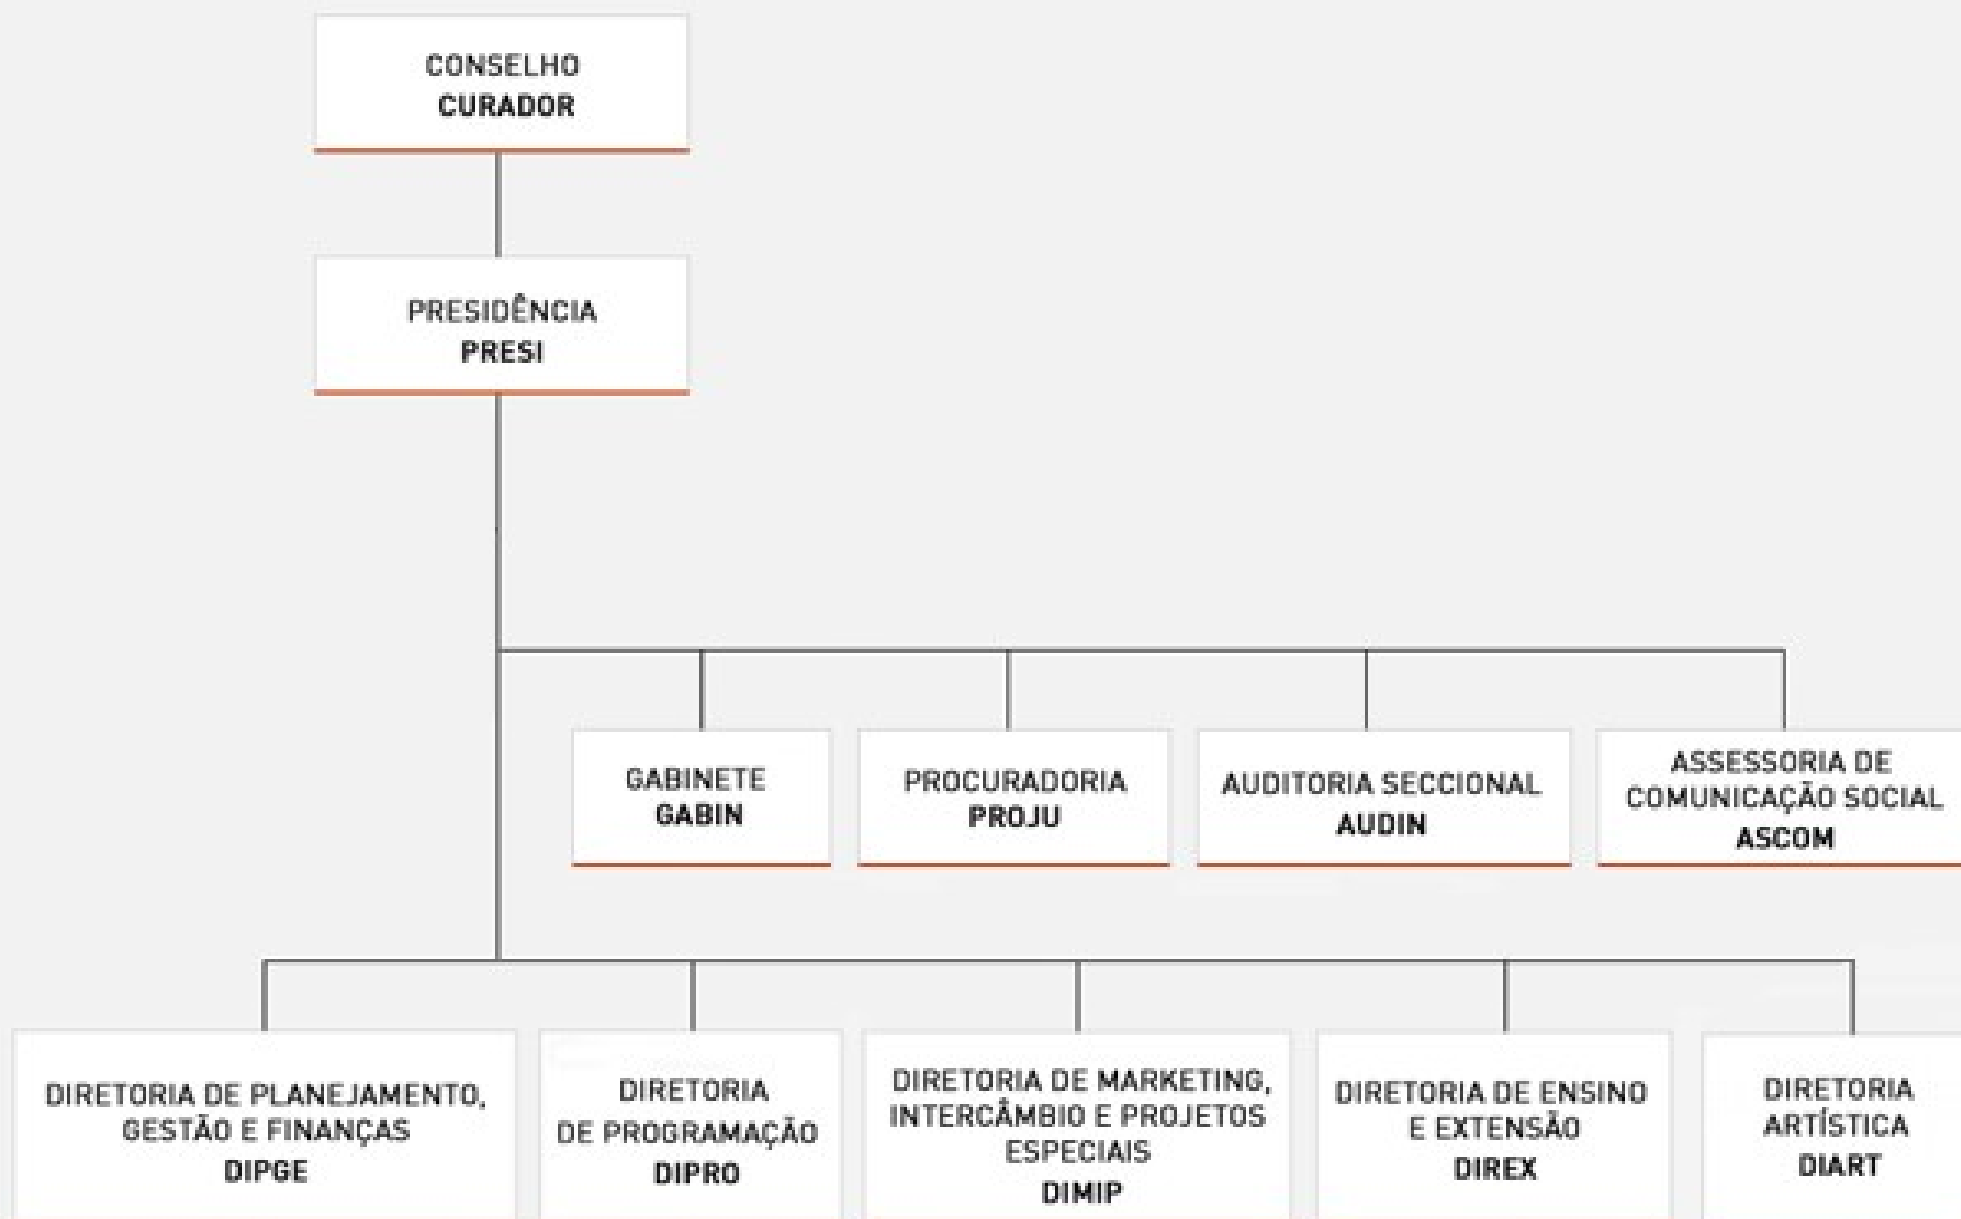 CONSELHO
CURADOR
PRESIDÊNCIA
PRESI
GABINETE
GABIN
PROCURADORIA
PROJU
AUDITORIA SECCIONAL
AUDIN
ASSESSORIA DE
COMUNICAÇÃO SOCIAL
ASCOM
DIRETORIA DE PLANEJAMENTO,
GESTÃO E FINANÇAS
DIPGE
DIRETORIA
DE PROGRAMAÇÃO
DIPRO
DIRETORIA DE MARKETING,
INTERCÂMBIO E PROJETOS
ESPECIAIS
DIMIP
DIRETORIA DE ENSINO
E EXTENSÃO
DIREX
DIRETORIA
ARTÍSTICA
DIART